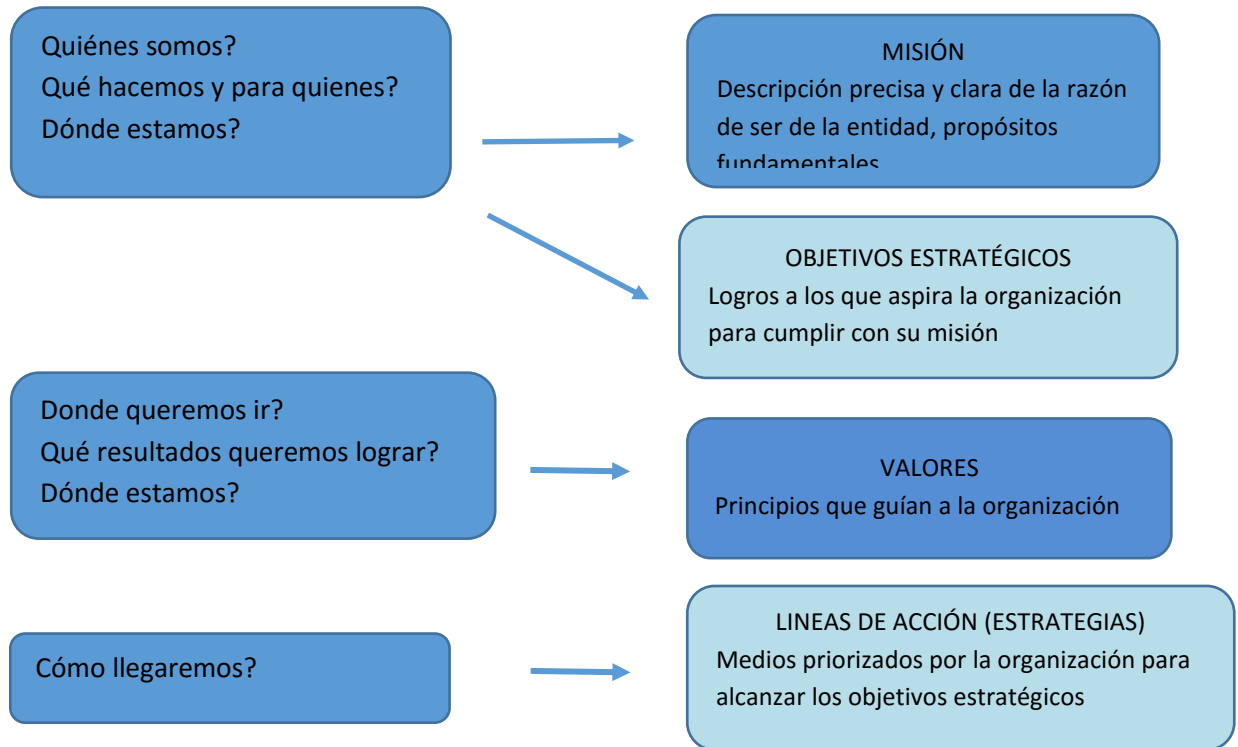 Quiénes somos?
Qué hacemos y para quienes?
Dónde estamos?
MISIÓN
Descripción precisa y clara de la razón
de ser de la entidad, propósitos
fundamentales
OBJETIVOS ESTRATÉGICOS
Logros a los que aspira la organización
para cumplir con su misión
Donde queremos ir?
Qué resultados queremos lograr?
Dónde estamos?
VALORES
Principios que guían a la organización
Cómo llegaremos?
LINEAS DE ACCIÓN (ESTRATEGIAS)
Medios priorizados por la organización para
alcanzar los objetivos estratégicos